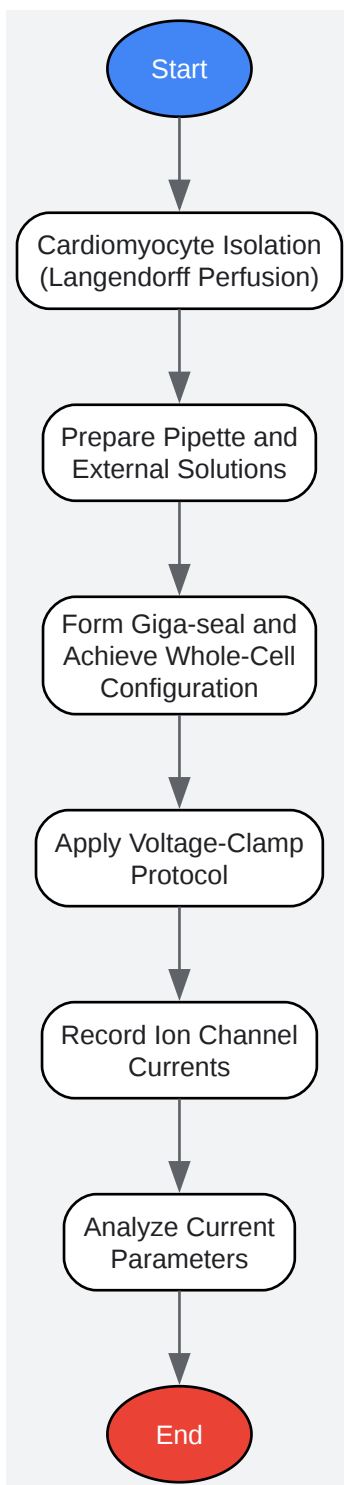 Start
Cardiomyocyte Isolation
(Langendorff Perfusion)
Prepare Pipette and
External Solutions
Form Giga-seal and
Achieve Whole-Cell
Configuration
Apply Voltage-Clamp
Protocol
Record Ion Channel
Currents
Analyze Current
Parameters
End